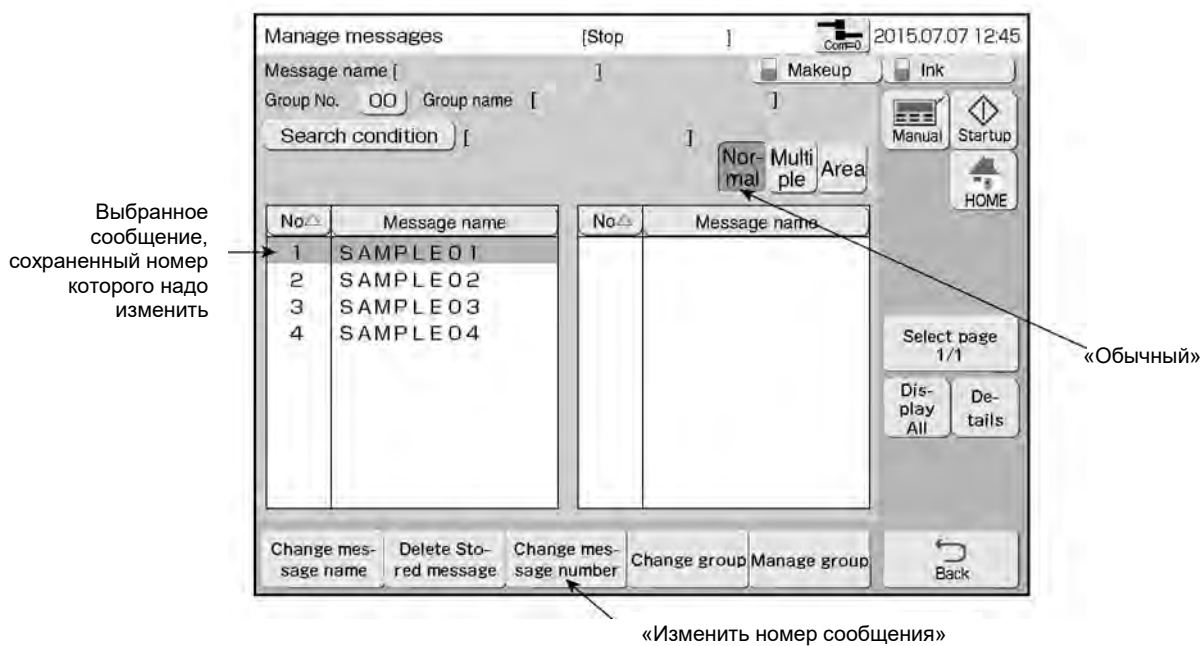 Manage messages [Stop ] Com=0 2015.07.07 12:45
Message name [ ] Makeup Ink
Group No. 00 Group name [ ]
Search condition [ ]
Manual Startup
Nor-
mal
Multi
ple
Area
HOME
Выбранное
сообщение,
сохраненный номер
которого надо
изменить
No△ Message name No△ Message name
1 SAMPLE01
2 SAMPLE02
3 SAMPLE03
4 SAMPLE04
Select page
1/1
«Обычный»
Dis-
play
All
De-
tails
Change mes-
sage name
Delete Sto-
red message
Change mes-
sage number
Change group
Manage group
Back
«Изменить номер сообщения»